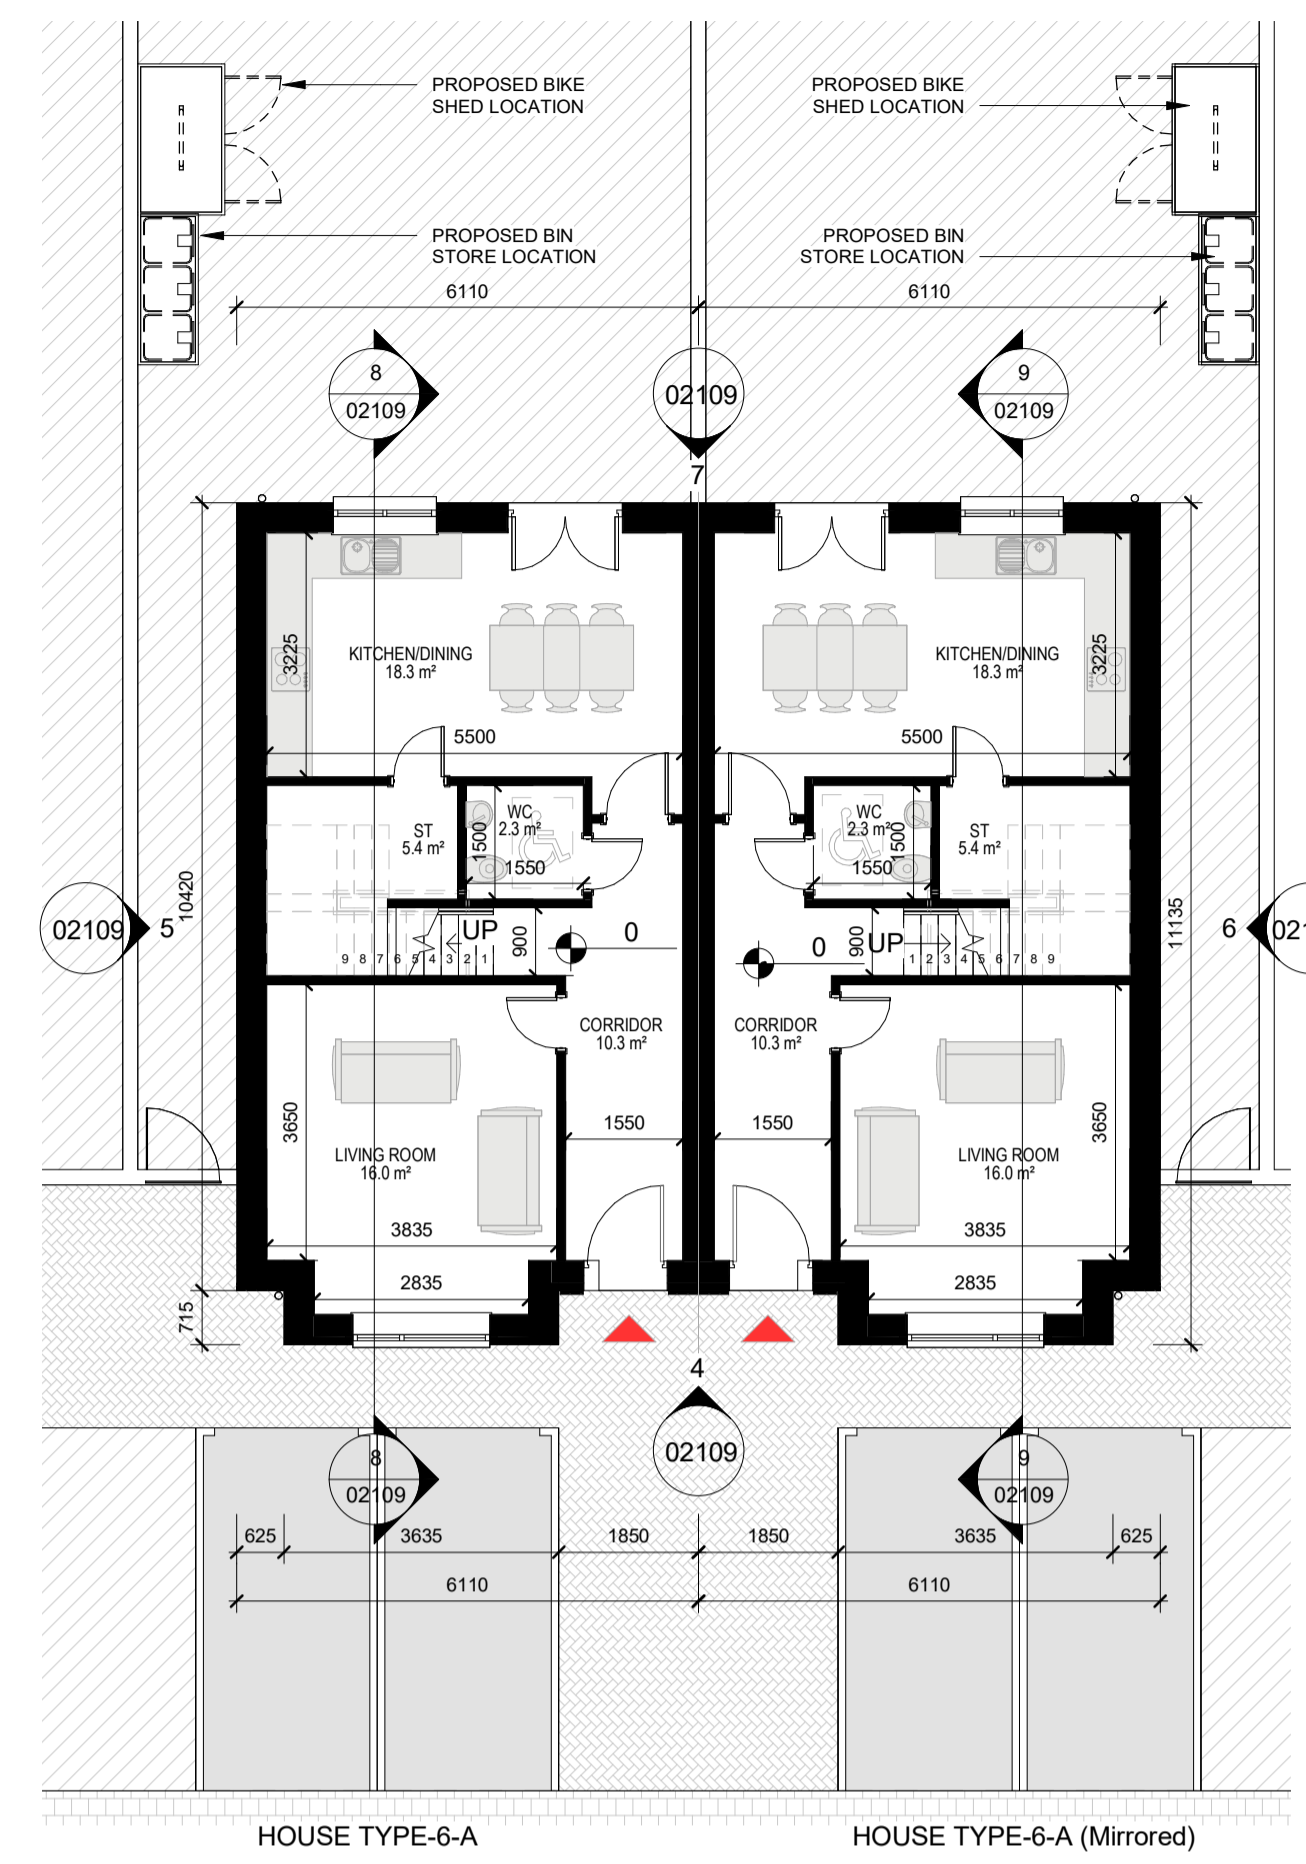 PROPOSED BIKE
SHED LOCATION
PROPOSED BIKE
SHED LOCATION
PROPOSED BIN
STORE LOCATION
PROPOSED BIN
STORE LOCATION
6110
6110
8
02109
02109
7
9
02109
3225
KITCHEN/DINING
18.3 m²
5500
KITCHEN/DINING
18.3 m²
3225
5500
ST
5.4 m²
WC
2.3 m²
1500
1550
WC
2.3 m²
1500
1550
ST
5.4 m²
10420
11135
02109
5
9 8 7 6 5 4 3 2 1
UP
900
0
0
900
UP
1 2 3 4 5 6 7 8 9
6
021
CORRIDOR
10.3 m²
CORRIDOR
10.3 m²
3650
1550
1550
3650
LIVING ROOM
16.0 m²
LIVING ROOM
16.0 m²
3835
3835
2835
2835
715
4
02109
8
02109
9
02109
625
3635
1850
1850
3635
625
6110
6110
HOUSE TYPE-6-A
HOUSE TYPE-6-A (Mirrored)